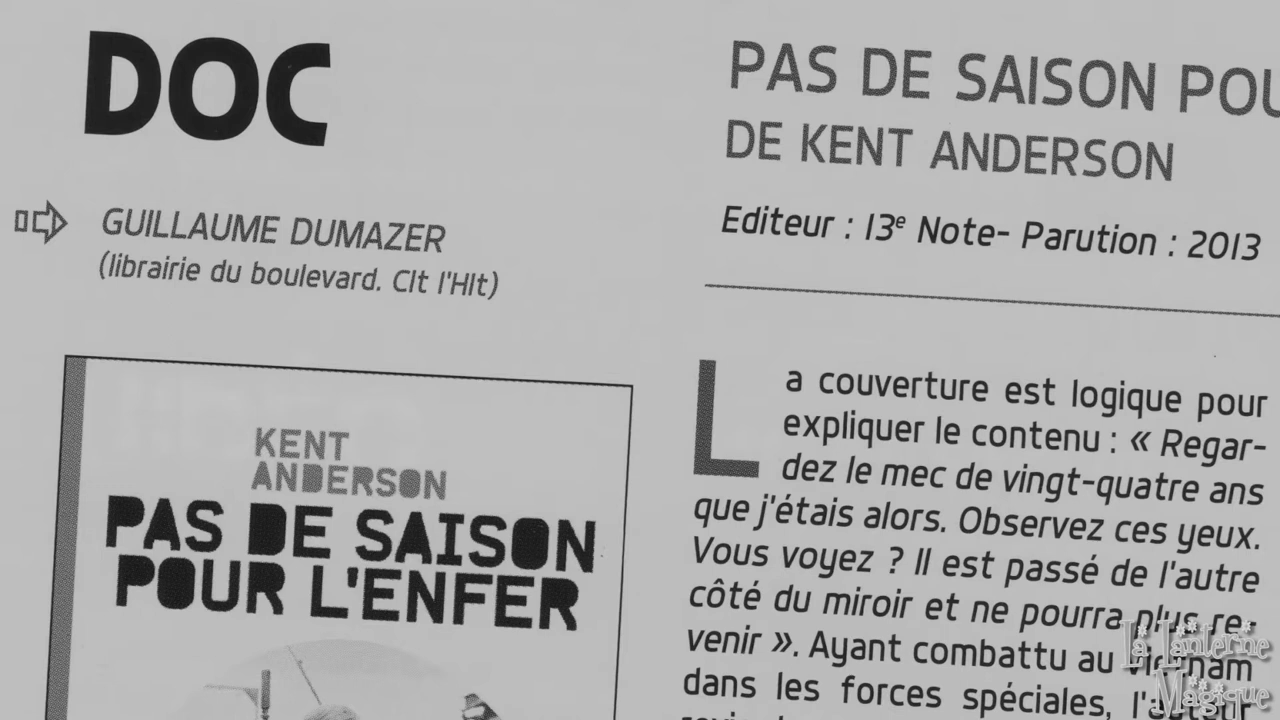 DOC
GUILLAUME DUMAZER
(librairie du boulevard. Clt l'Hlt)
KENT
ANDERSON
PAS DE SAISON
POUR L'ENFER
PAS DE SAISON POU
DE KENT ANDERSON
Editeur : 13e Note- Parution : 2013
La couverture est logique pour
expliquer le contenu : « Regar-
dez le mec de vingt-quatre ans
que j'étais alors. Observez ces yeux.
Vous voyez ? Il est passé de l'autre
côté du miroir et ne pourra plus re-
venir ». Ayant combattu au Vietnam
dans les forces spéciales, l'auteur
La Lanterne
Magique